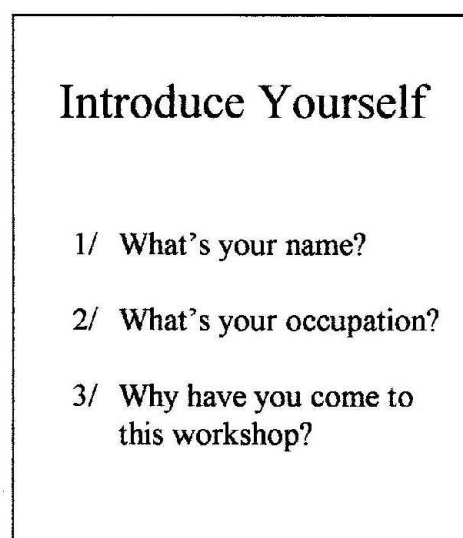 Introduce Yourself
1/ What's your name?
2/ What's your occupation?
3/ Why have you come to
this workshop?